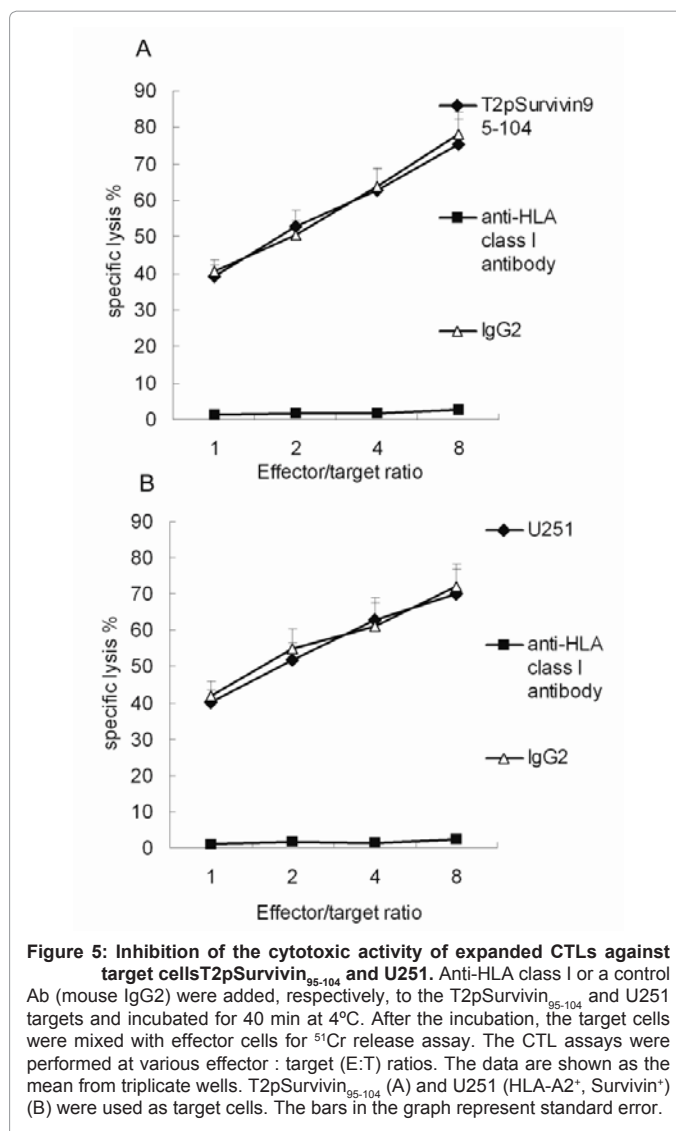 A
90
80
70
60
50
40
30
20
10
0
specific lysis %
1 2 4 8
Effector/target ratio
T2pSurvivin9
5-104
anti-HLA
class I
antibody
IgG2
B
90
80
70
60
50
40
30
20
10
0
specific lysis %
1 2 4 8
Effector/target ratio
U251
anti-HLA
class I
antibody
IgG2
Figure 5: Inhibition of the cytotoxic activity of expanded CTLs against
target cellsT2pSurvivin95-104 and U251. Anti-HLA class I or a control
Ab (mouse IgG2) were added, respectively, to the T2pSurvivin95-104 and U251
targets and incubated for 40 min at 4ºC. After the incubation, the target cells
were mixed with effector cells for 51Cr release assay. The CTL assays were
performed at various effector : target (E:T) ratios. The data are shown as the
mean from triplicate wells. T2pSurvivin95-104 (A) and U251 (HLA-A2+, Survivin+)
(B) were used as target cells. The bars in the graph represent standard error.